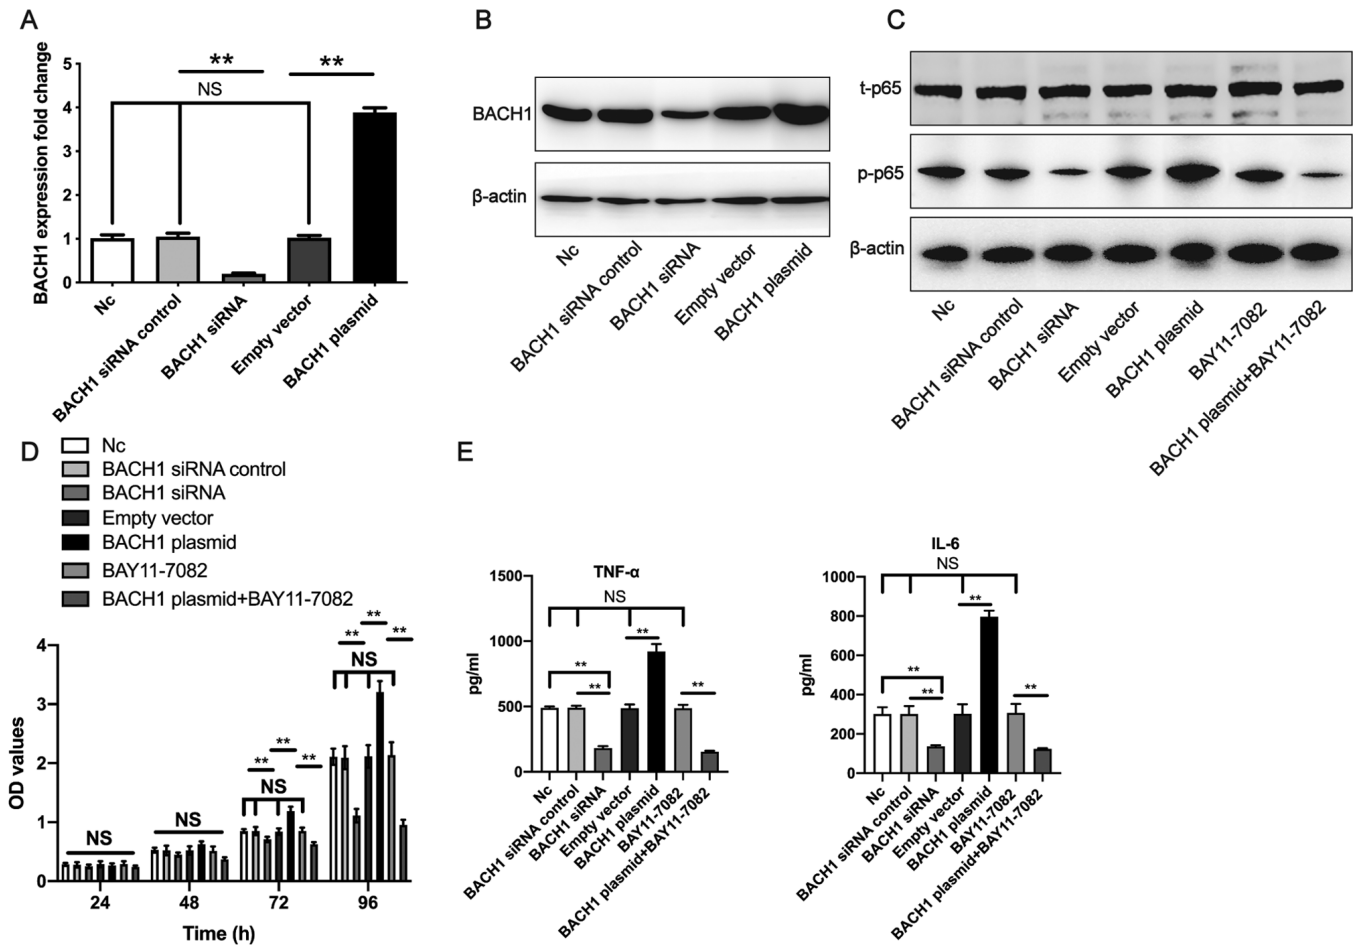 A
BACH1 expression fold change
5
4
3
2
1
0
**
**
NS
Nc
BACH1 siRNA control
BACH1 siRNA
Empty vector
BACH1 plasmid
B
BACH1
β-actin
Nc
BACH1 siRNA control
BACH1 siRNA
Empty vector
BACH1 plasmid
C
t-p65
p-p65
β-actin
Nc
BACH1 siRNA control
BACH1 siRNA
Empty vector
BACH1 plasmid
BAY11-7082
BACH1 plasmid+BAY11-7082
D
Nc
BACH1 siRNA control
BACH1 siRNA
Empty vector
BACH1 plasmid
BAY11-7082
BACH1 plasmid+BAY11-7082
OD values
4
3
2
1
0
NS
NS
**
**
**
NS
**
**
**
NS
24
48
72
96
Time (h)
E
TNF-α
pg/ml
1500
1000
500
0
NS
**
**
**
**
Nc
BACH1 siRNA control
BACH1 siRNA
Empty vector
BACH1 plasmid
BAY11-7082
BACH1 plasmid+BAY11-7082
IL-6
pg/ml
1000
800
600
400
200
0
NS
**
**
**
**
Nc
BACH1 siRNA control
BACH1 siRNA
Empty vector
BACH1 plasmid
BAY11-7082
BACH1 plasmid+BAY11-7082